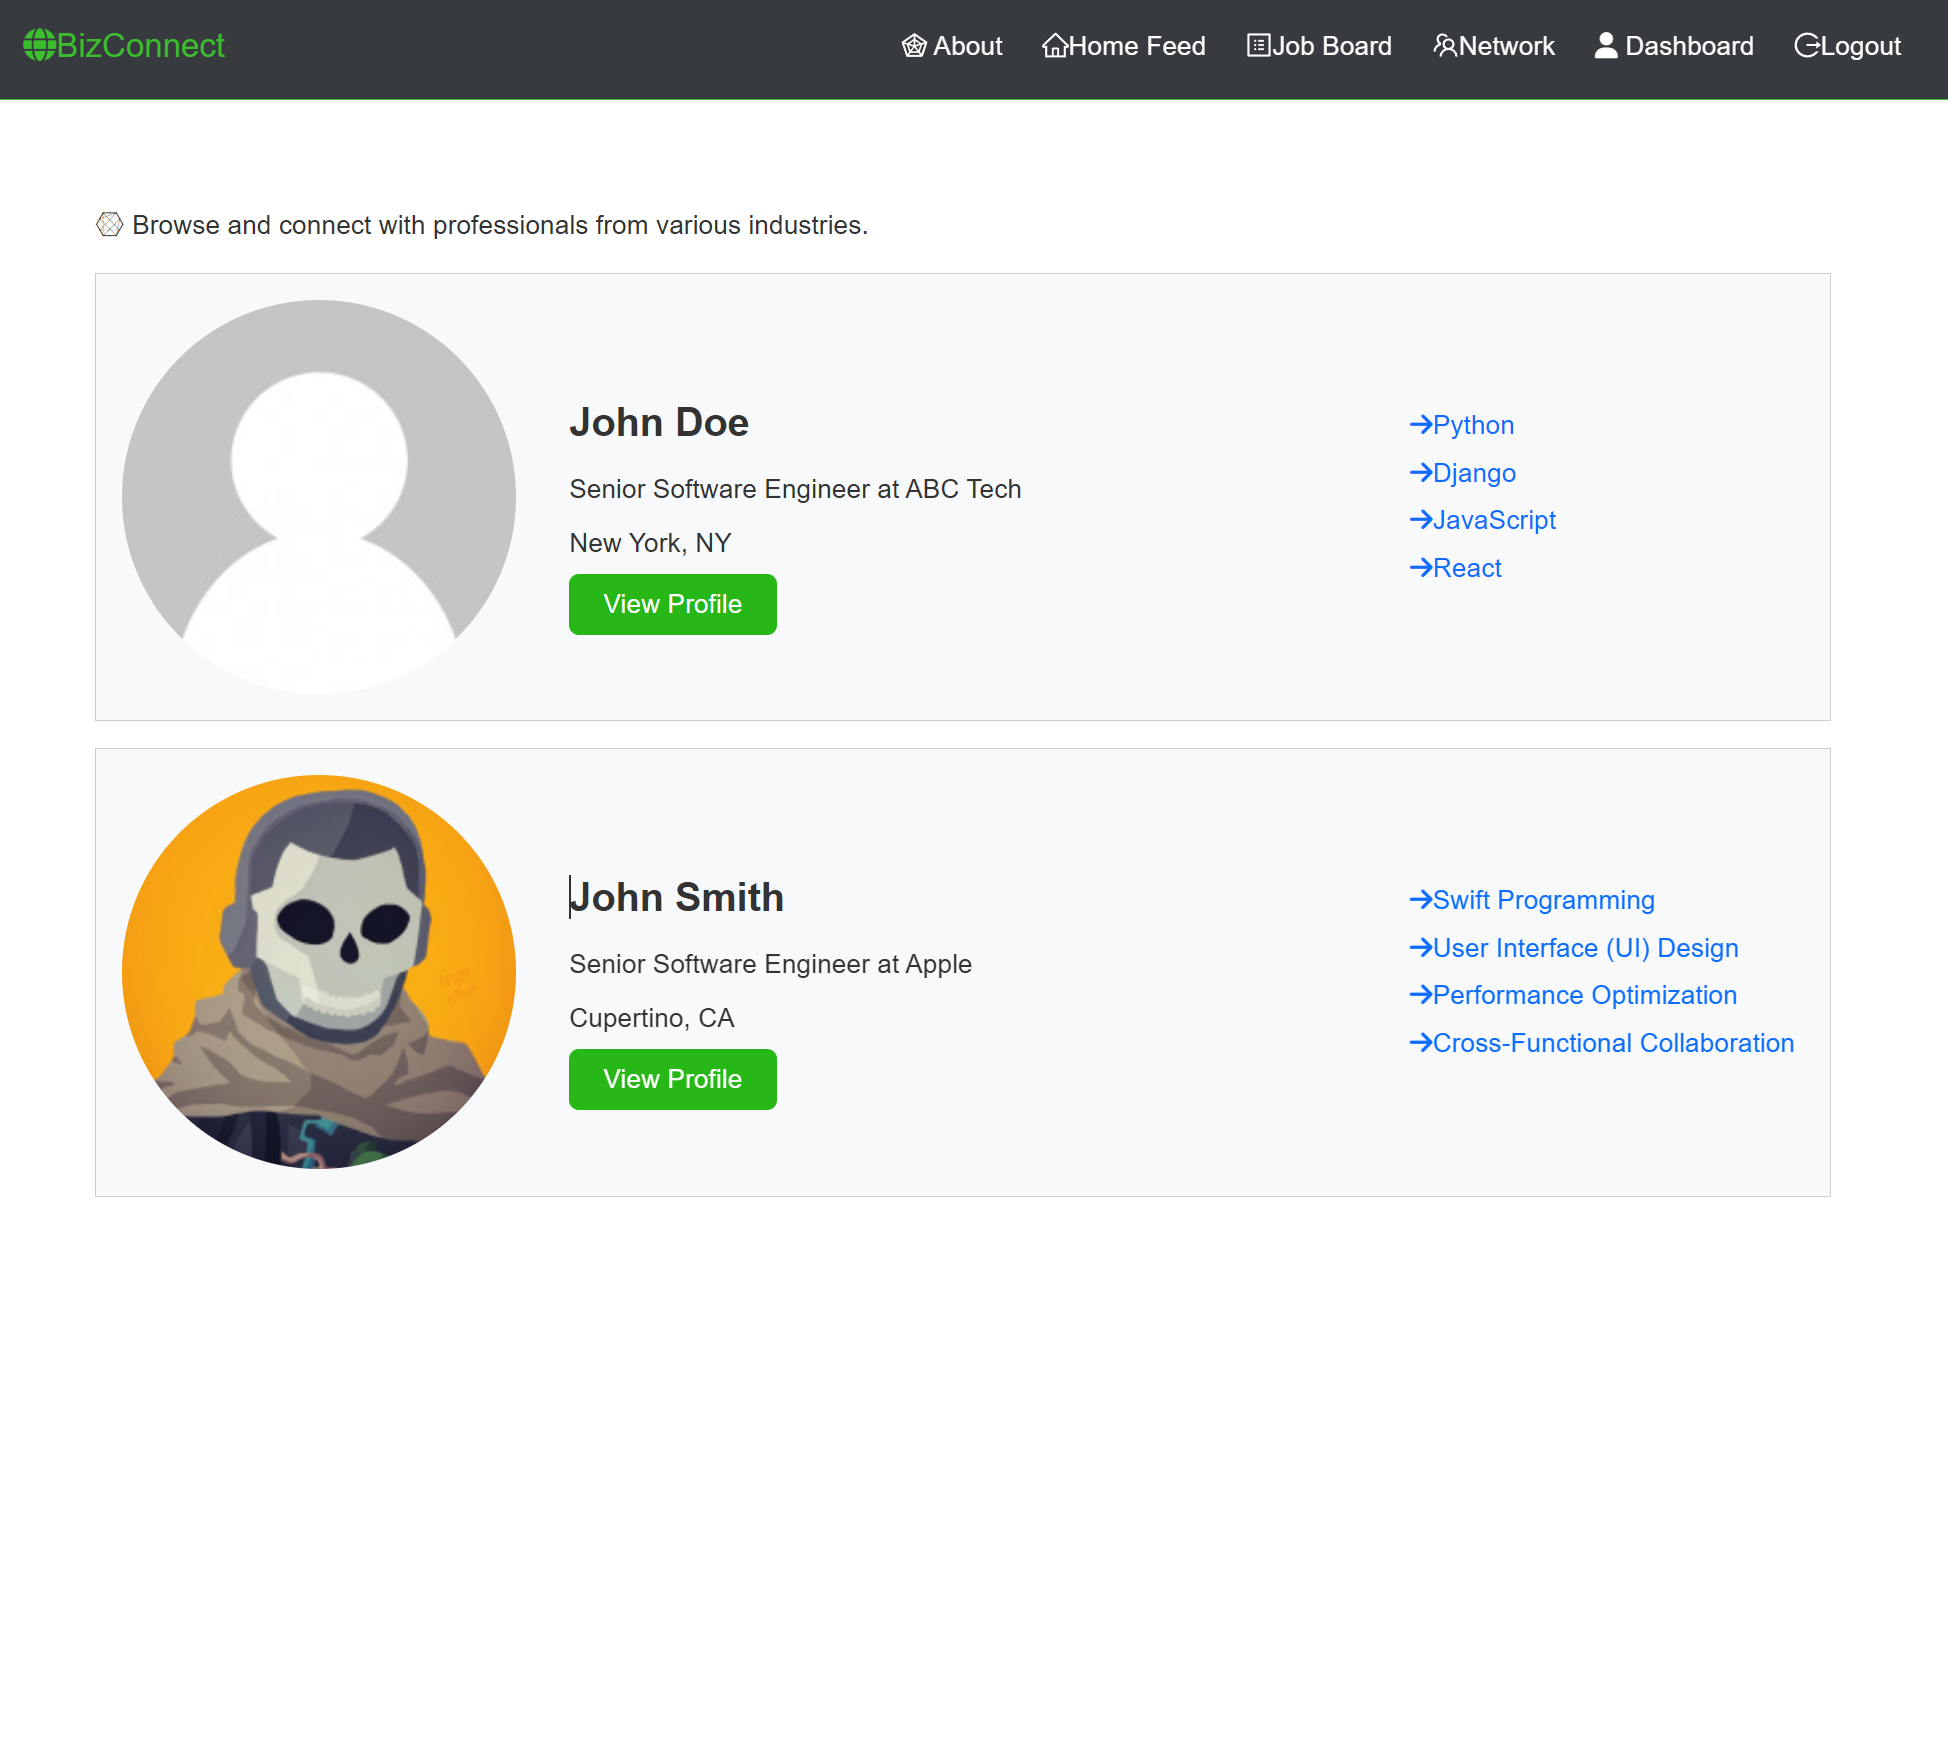 BizConnect
About Home Feed Job Board Network Dashboard Logout
Browse and connect with professionals from various industries.
John Doe
Senior Software Engineer at ABC Tech
New York, NY
View Profile
Python
Django
JavaScript
React
John Smith
Senior Software Engineer at Apple
Cupertino, CA
View Profile
Swift Programming
User Interface (UI) Design
Performance Optimization
Cross-Functional Collaboration